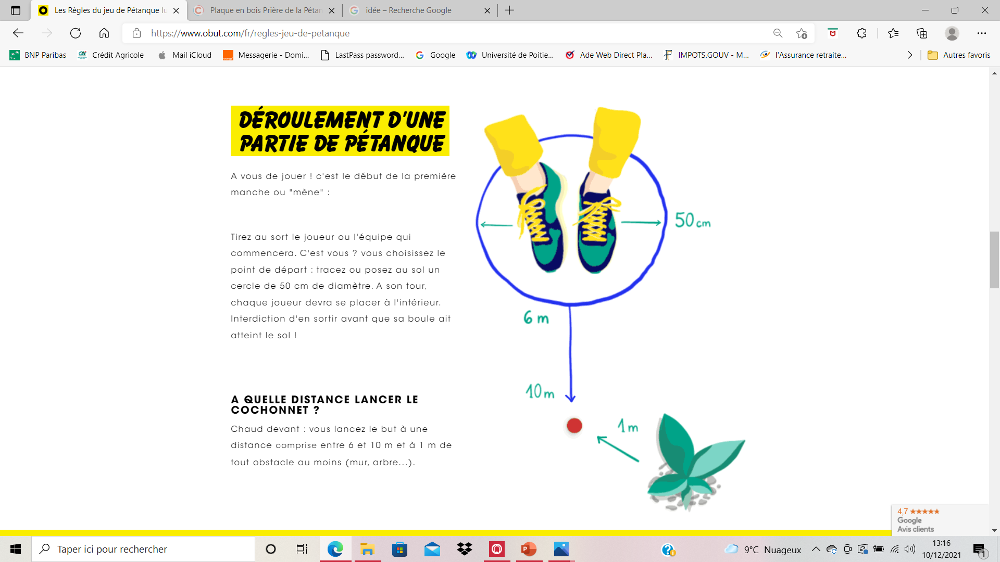 Les Règles du jeu de Pétanque lu
Plaque en bois Prière de la Pétan
idée – Recherche Google
https://www.obut.com/fr/regles-jeu-de-petanque
BNP Paribas
Crédit Agricole
Mail iCloud
Messagerie - Domi...
LastPass password...
Google
Université de Poitie...
Ade Web Direct Pla...
IMPOTS.GOUV - M...
l'Assurance retraite...
Autres favoris
DÉROULEMENT D'UNE
PARTIE DE PÉTANQUE
A vous de jouer ! c'est le début de la première
manche ou "mène" :
Tirez au sort le joueur ou l'équipe qui
commencera. C'est vous ? vous choisissez le
point de départ : tracez ou posez au sol un
cercle de 50 cm de diamètre. A son tour,
chaque joueur devra se placer à l'intérieur.
Interdiction d'en sortir avant que sa boule ait
atteint le sol !
A QUELLE DISTANCE LANCER LE
COCHONNET ?
Chaud devant : vous lancez le but à une
distance comprise entre 6 et 10 m et à 1 m de
tout obstacle au moins (mur, arbre...).
50 cm
6 m
10 m
1 m
4,7
Google
Avis clients
Taper ici pour rechercher
9°C Nuageux
13:16
10/12/2021
1